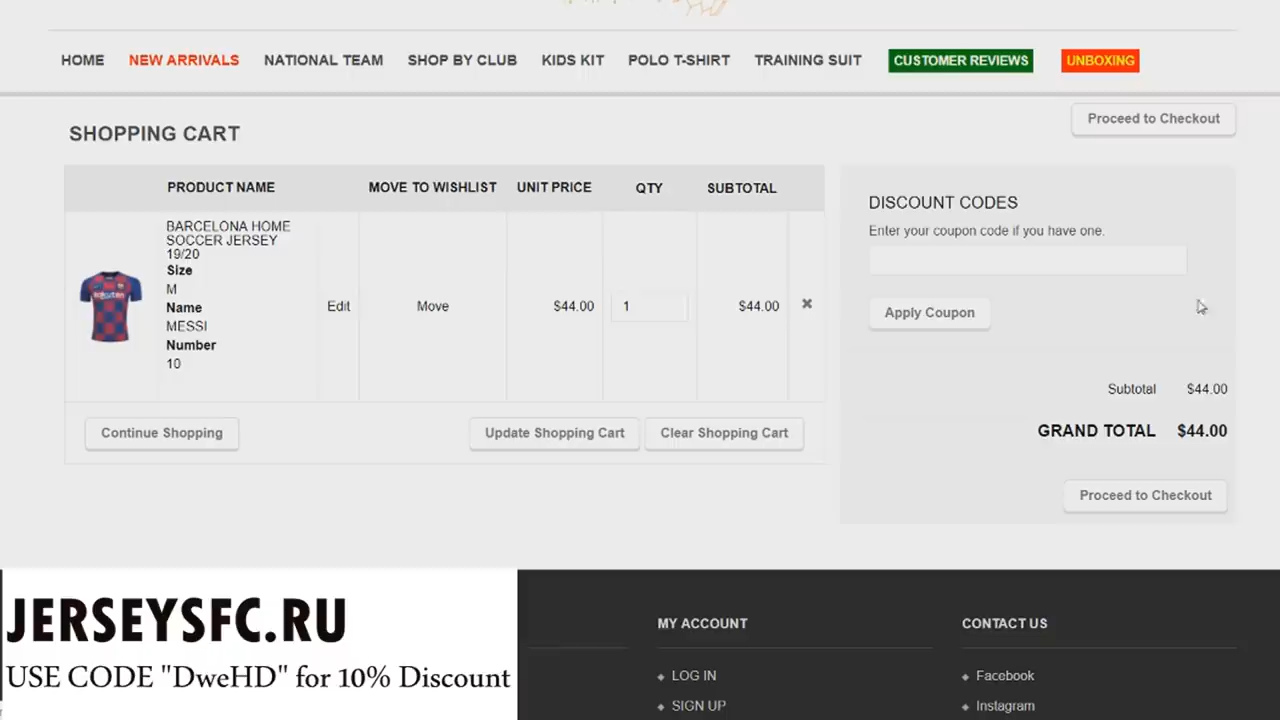 HOME NEW ARRIVALS NATIONAL TEAM SHOP BY CLUB KIDS KIT POLO T-SHIRT TRAINING SUIT CUSTOMER REVIEWS UNBOXING
Proceed to Checkout
SHOPPING CART
PRODUCT NAME MOVE TO WISHLIST UNIT PRICE QTY SUBTOTAL
BARCELONA HOME
SOCCER JERSEY
19/20
Size
M
Name
MESSI
Number
10
Edit Move $44.00 1 $44.00
Continue Shopping Update Shopping Cart Clear Shopping Cart
DISCOUNT CODES
Enter your coupon code if you have one.
Apply Coupon
Subtotal $44.00
GRAND TOTAL $44.00
Proceed to Checkout
JERSEYSFC.RU
USE CODE "DweHD" for 10% Discount
MY ACCOUNT
LOG IN
SIGN UP
CONTACT US
Facebook
Instagram